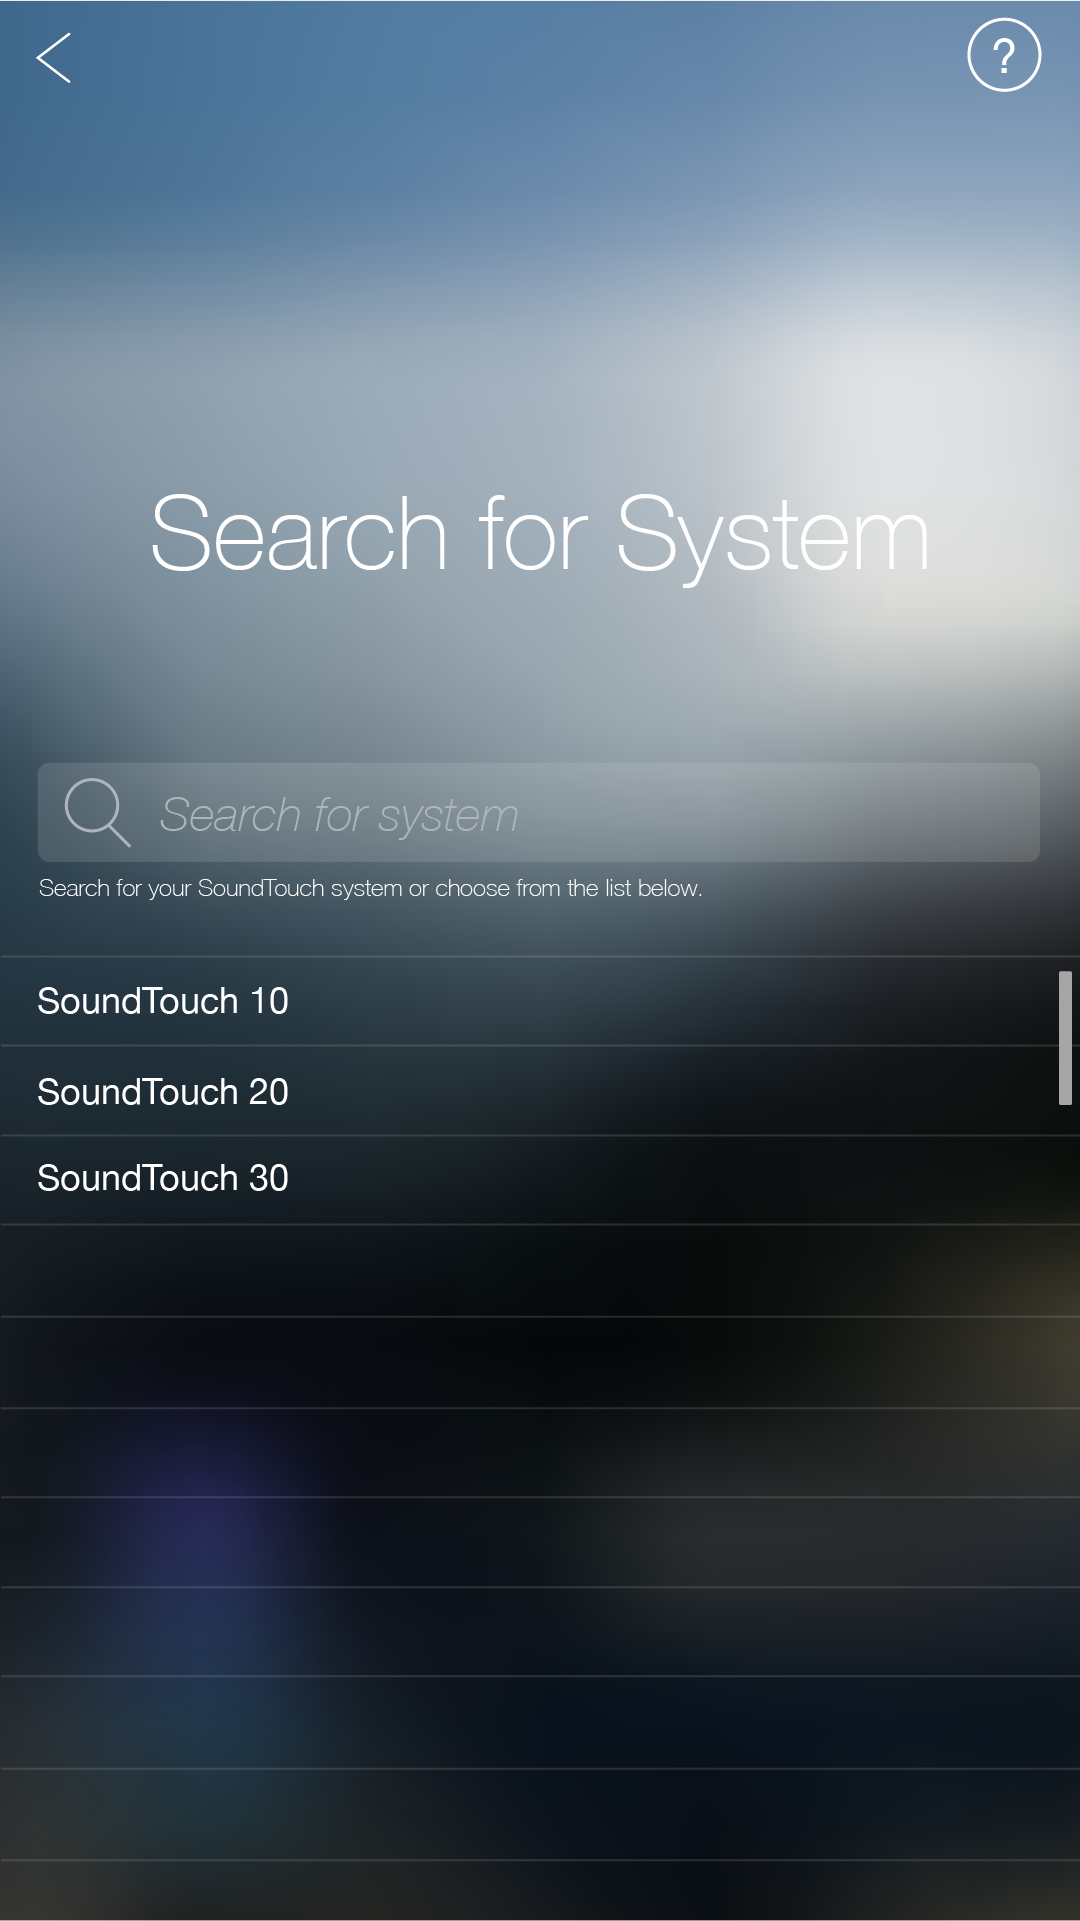 ?
Search for System
Search for system
Search for your SoundTouch system or choose from the list below.
SoundTouch 10
SoundTouch 20
SoundTouch 30